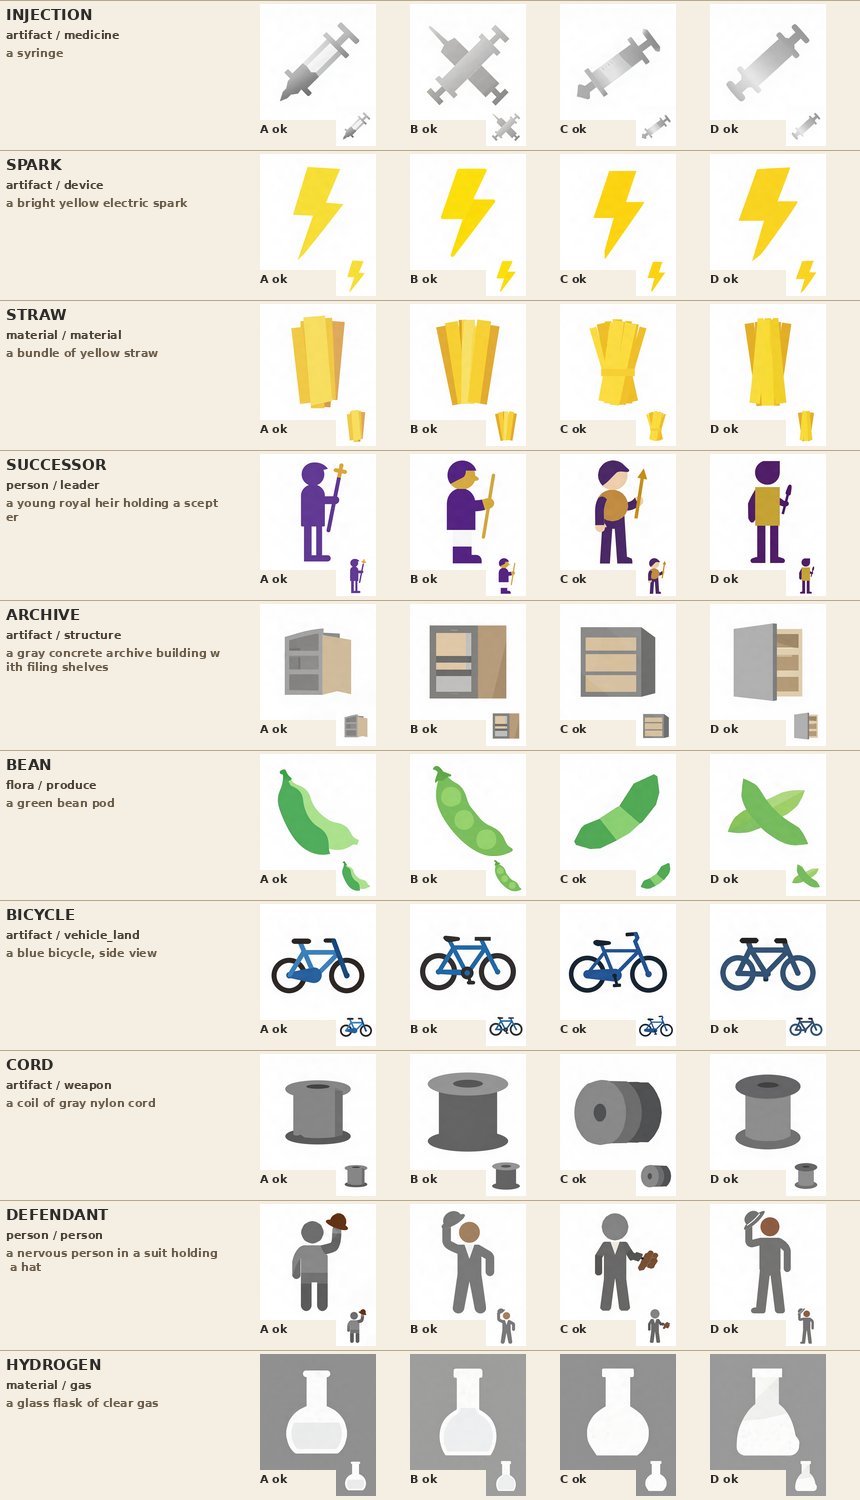 INJECTION
artifact / medicine
a syringe
A ok
B ok
C ok
D ok
SPARK
artifact / device
a bright yellow electric spark
A ok
B ok
C ok
D ok
STRAW
material / material
a bundle of yellow straw
A ok
B ok
C ok
D ok
SUCCESSOR
person / leader
a young royal heir holding a scept
er
A ok
B ok
C ok
D ok
ARCHIVE
artifact / structure
a gray concrete archive building w
ith filing shelves
A ok
B ok
C ok
D ok
BEAN
flora / produce
a green bean pod
A ok
B ok
C ok
D ok
BICYCLE
artifact / vehicle_land
a blue bicycle, side view
A ok
B ok
C ok
D ok
CORD
artifact / weapon
a coil of gray nylon cord
A ok
B ok
C ok
D ok
DEFENDANT
person / person
a nervous person in a suit holding
 a hat
A ok
B ok
C ok
D ok
HYDROGEN
material / gas
a glass flask of clear gas
A ok
B ok
C ok
D ok